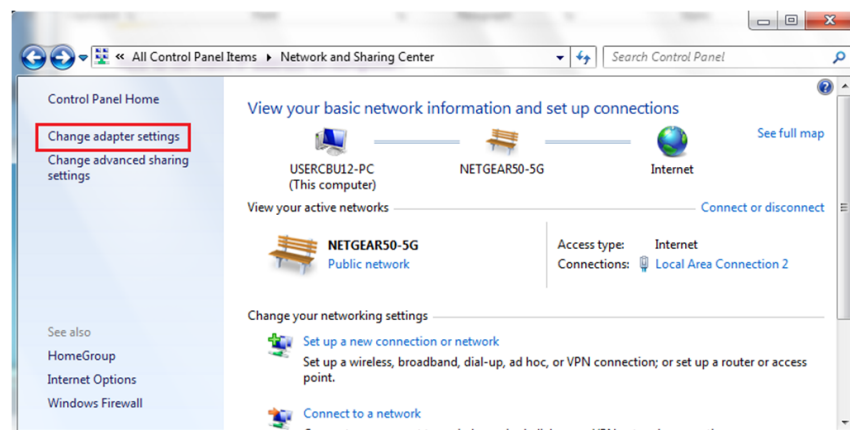 « All Control Panel Items ▸ Network and Sharing Center
Search Control Panel
Control Panel Home
Change adapter settings
Change advanced sharing
settings
See also
HomeGroup
Internet Options
Windows Firewall
View your basic network information and set up connections
See full map
USERCBU12-PC
(This computer)
NETGEAR50-5G
Internet
View your active networks
Connect or disconnect
NETGEAR50-5G
Public network
Access type: Internet
Connections: Local Area Connection 2
Change your networking settings
Set up a new connection or network
Set up a wireless, broadband, dial-up, ad hoc, or VPN connection; or set up a router or access
point.
Connect to a network